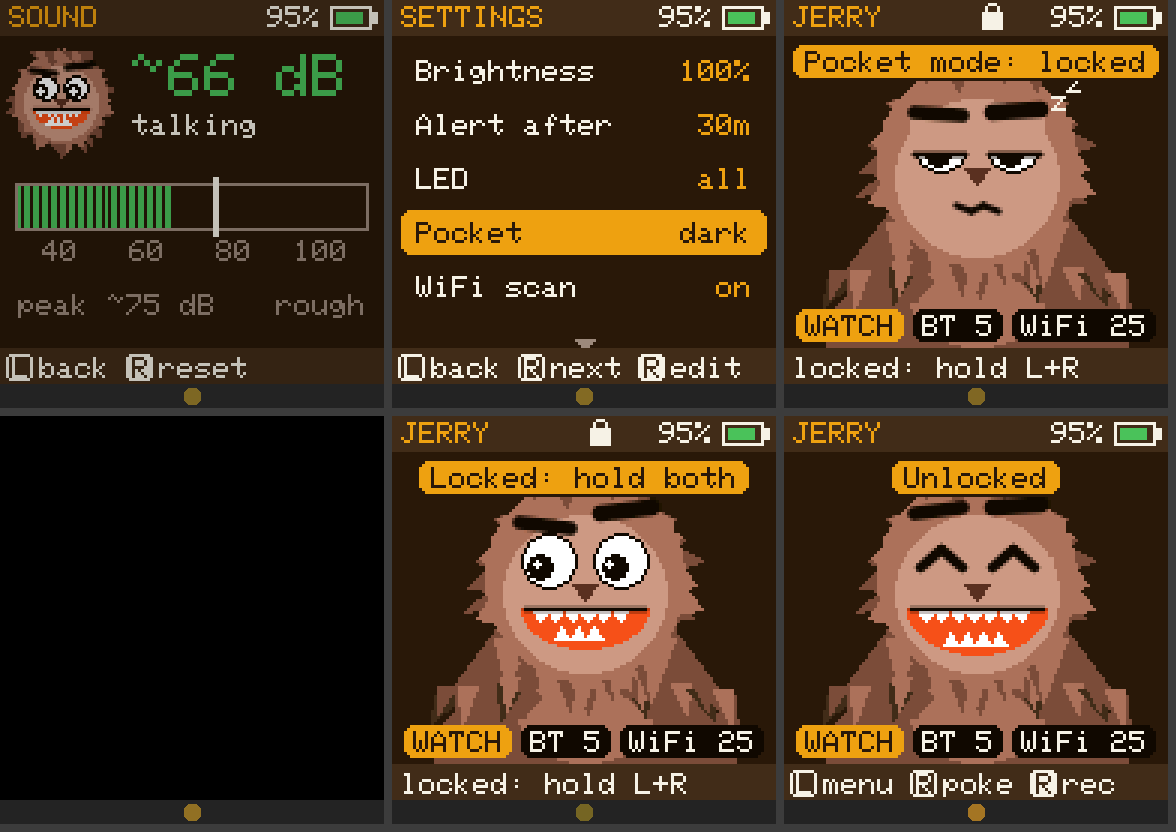 SOUND 95%
~66 dB
talking
40 60 80 100
peak ~75 dB rough
L back R reset
SETTINGS 95%
Brightness 100%
Alert after 30m
LED all
Pocket dark
WiFi scan on
L back R next R edit
JERRY 95%
Pocket mode: locked
z z
WATCH BT 5 WiFi 25
locked: hold L+R
JERRY 95%
Locked: hold both
WATCH BT 5 WiFi 25
locked: hold L+R
JERRY 95%
Unlocked
WATCH BT 5 WiFi 25
L menu R poke R rec